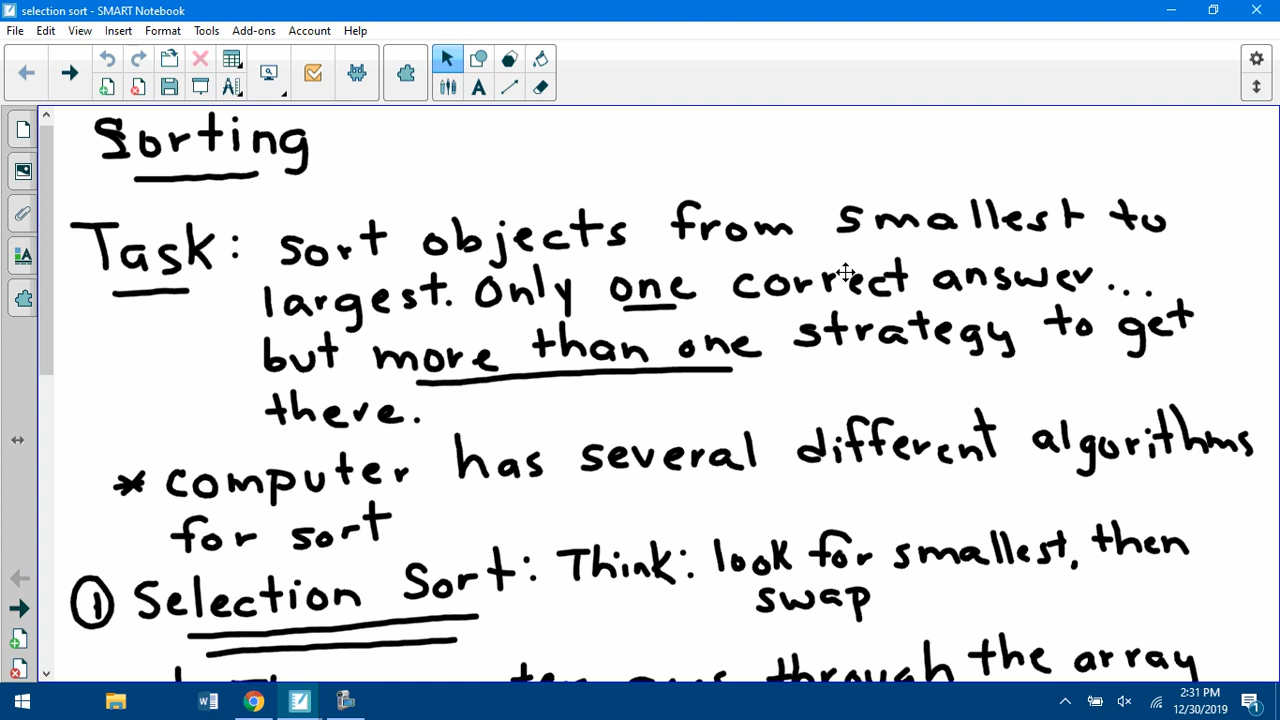 selection sort - SMART Notebook
File Edit View Insert Format Tools Add-ons Account Help
Sorting
Task: sort objects from smallest to
largest. Only one correct answer...
but more than one strategy to get
there.
* computer has several different algorithms
for sort
① Selection Sort: Think: look for smallest, then
swap
through the array
2:31 PM
12/30/2019